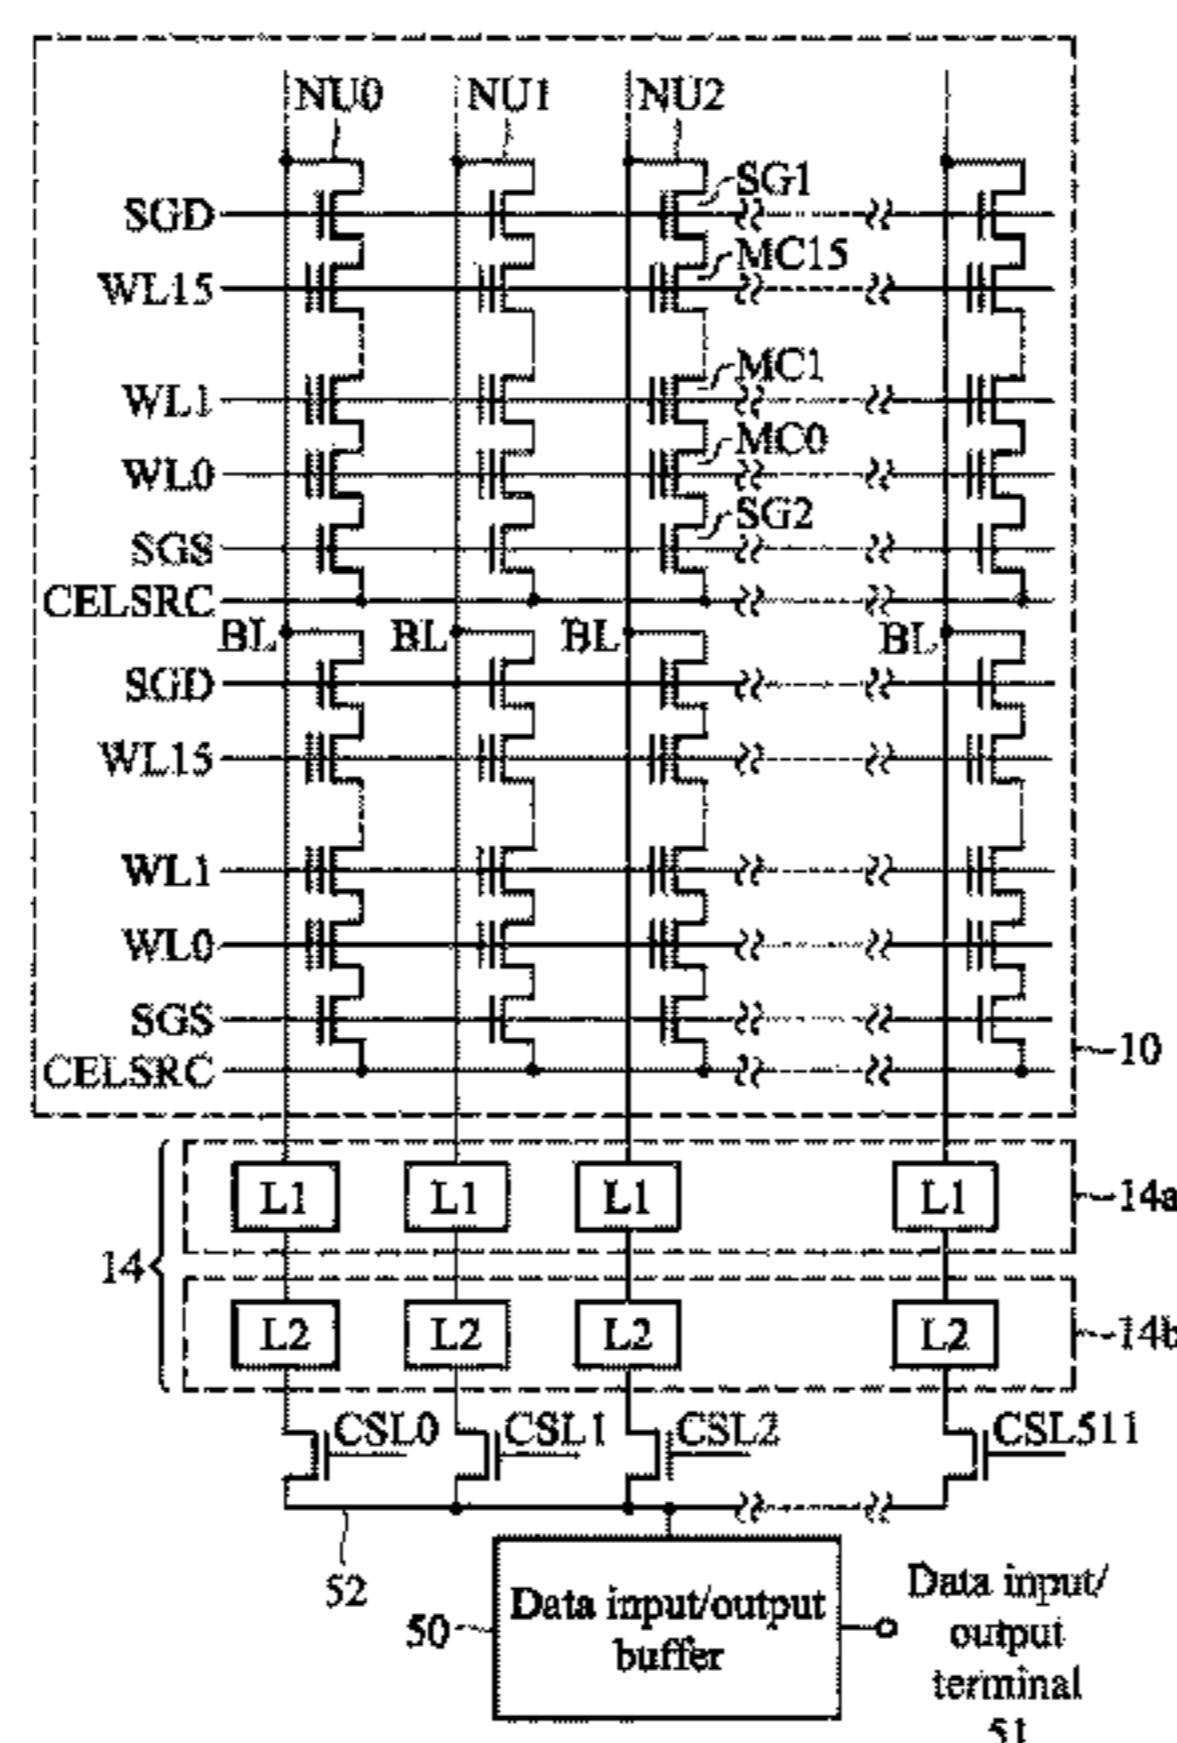 NU0 NU1 NU2
SGD SG1
WL15 MC15
WL1 MC1
WL0 MC0
SGS SG2
CELSRC
BL BL BL BL
SGD
WL15
WL1
WL0
SGS
10
CELSRC
L1 L1 L1 L1 14a
14
L2 L2 L2 L2 14b
CSL0 CSL1 CSL2 CSL511
52
50
Data input/output
buffer
Data input/
output
terminal
51